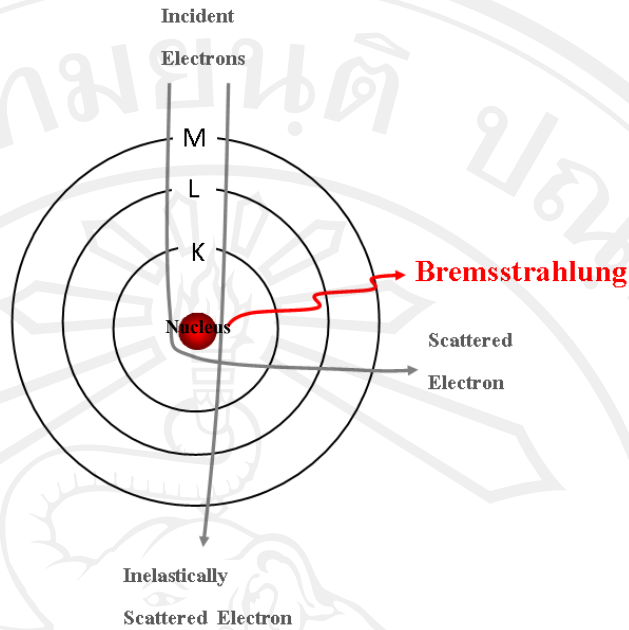 Incident
Electrons
M
L
K
Nucleus
Bremsstrahlung
Scattered
Electron
Inelastically
Scattered Electron